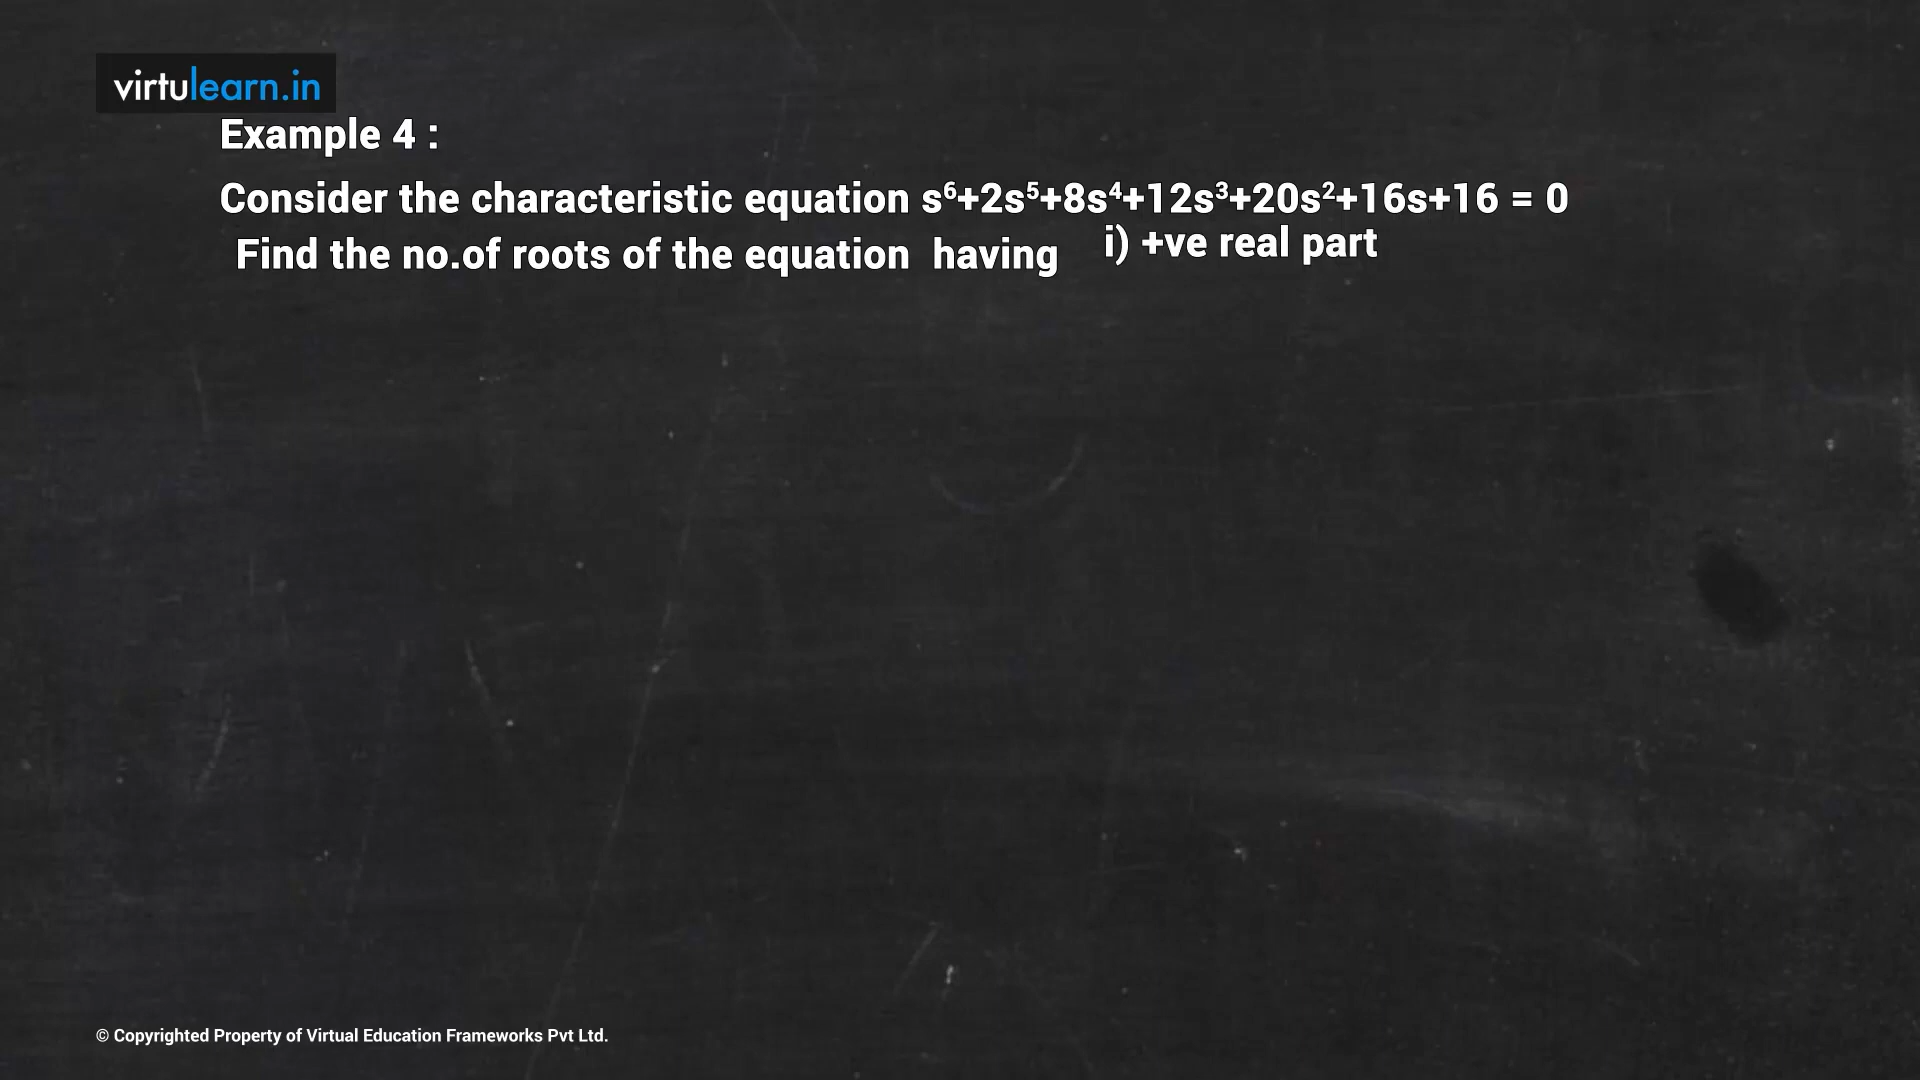 virtulearn.in
Example 4 :
Consider the characteristic equation s⁶+2s⁵+8s⁴+12s³+20s²+16s+16 = 0
Find the no.of roots of the equation having i) +ve real part
© Copyrighted Property of Virtual Education Frameworks Pvt Ltd.